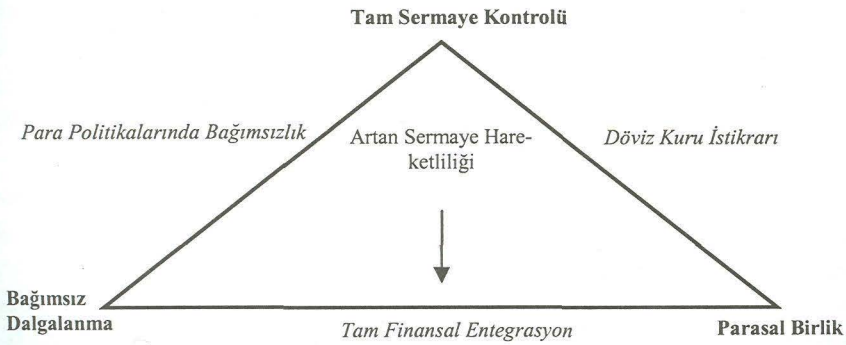 Tam Sermaye Kontrolü
Para Politikalarında Bağımsızlık
Artan Sermaye Hare-
ketliliği
Döviz Kuru İstikrarı
Bağımsız
Dalgalanma
Tam Finansal Entegrasyon
Parasal Birlik